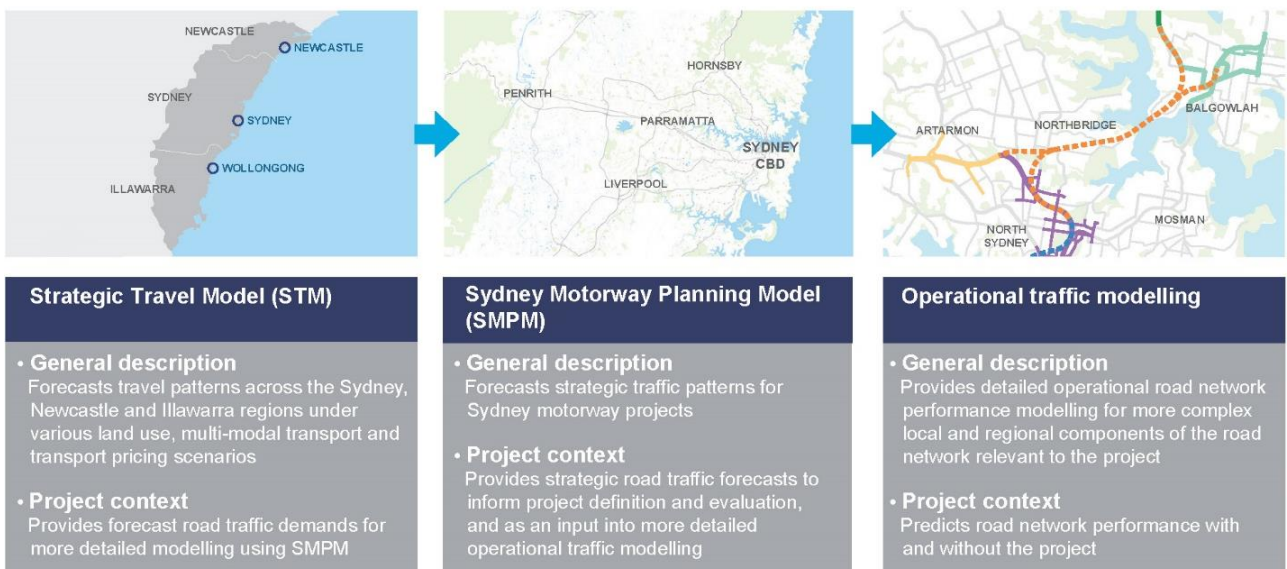 NEWCASTLE
NEWCASTLE
SYDNEY
SYDNEY
WOLLONGONG
ILLAWARRA
HORNSBY
PENRITH
PARRAMATTA
SYDNEY
CBD
LIVERPOOL
BALGOWLAH
ARTARMON
NORTHBRIDGE
MOSMAN
NORTH
SYDNEY
Strategic Travel Model (STM)
• General description
Forecasts travel patterns across the Sydney,
Newcastle and Illawarra regions under
various land use, multi-modal transport and
transport pricing scenarios
• Project context
Provides forecast road traffic demands for
more detailed modelling using SMPM
Sydney Motorway Planning Model
(SMPM)
• General description
Forecasts strategic traffic patterns for
Sydney motorway projects
• Project context
Provides strategic road traffic forecasts to
inform project definition and evaluation,
and as an input into more detailed
operational traffic modelling
Operational traffic modelling
• General description
Provides detailed operational road network
performance modelling for more complex
local and regional components of the road
network relevant to the project
• Project context
Predicts road network performance with
and without the project